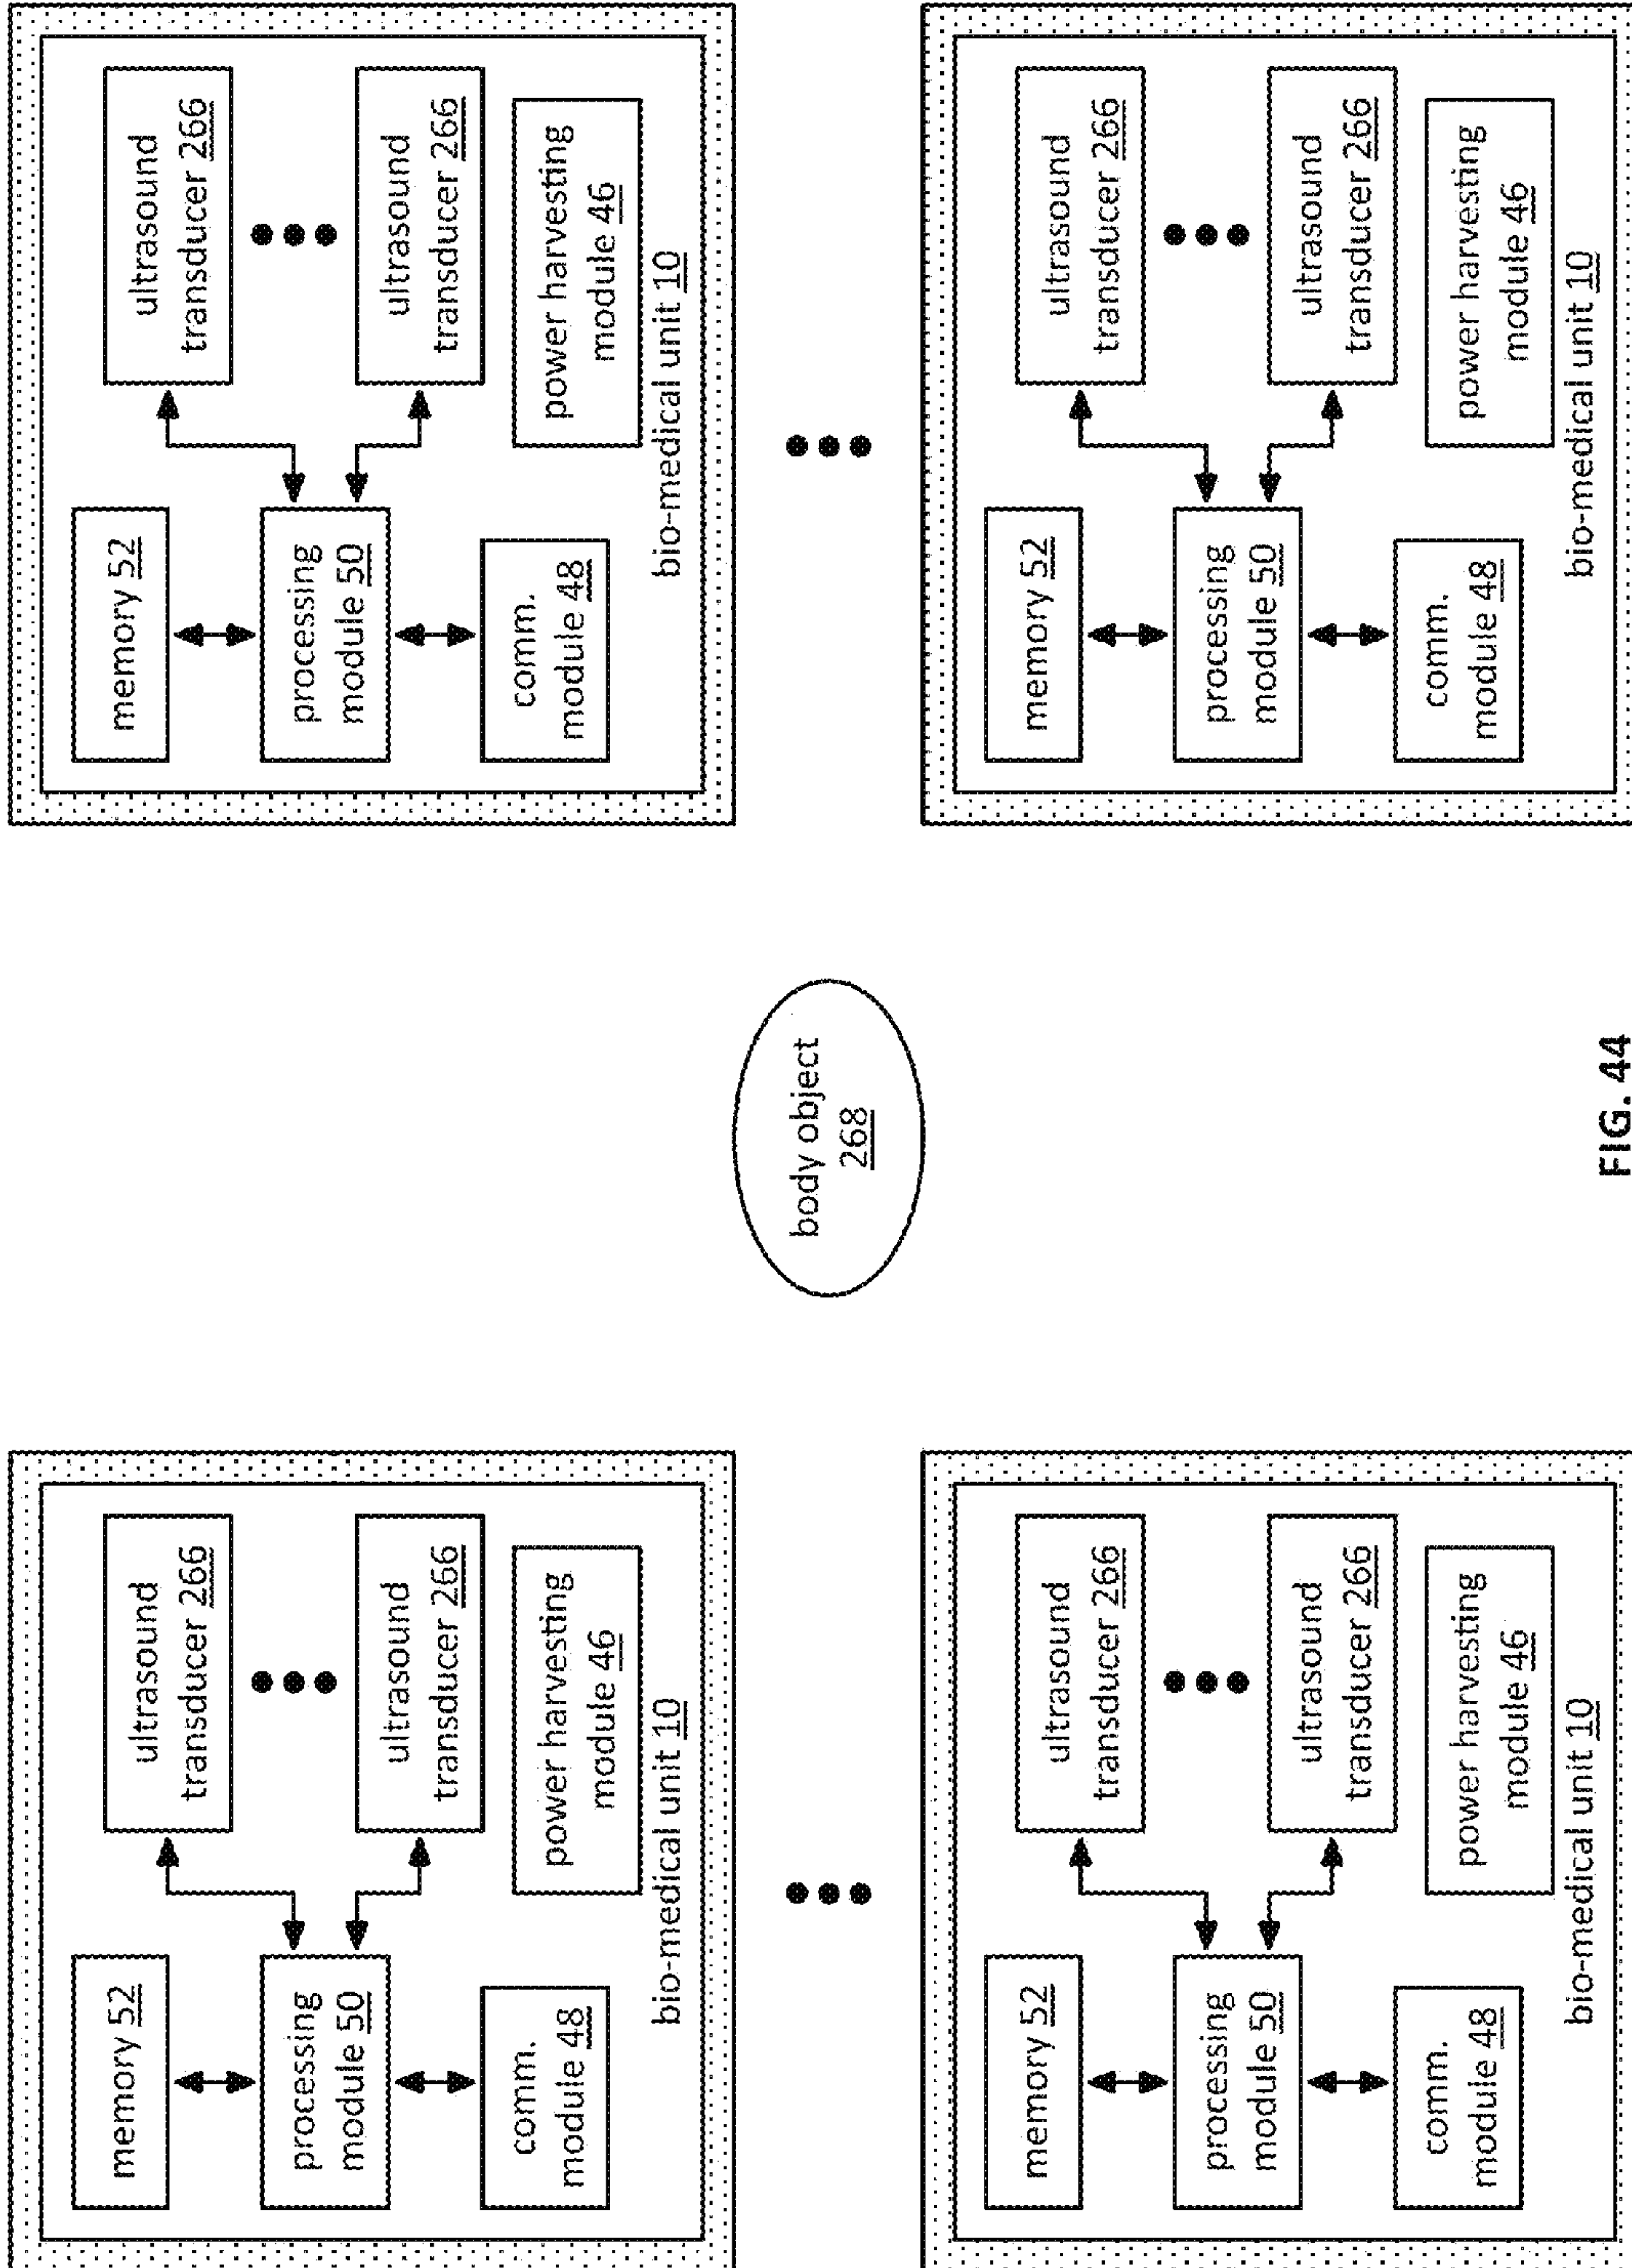 memory 52
ultrasound
transducer 266
processing
module 50
ultrasound
transducer 266
comm.
module 48
power harvesting
module 46
bio-medical unit 10
memory 52
ultrasound
transducer 266
processing
module 50
ultrasound
transducer 266
comm.
module 48
power harvesting
module 46
bio-medical unit 10
body object
268
memory 52
ultrasound
transducer 266
processing
module 50
ultrasound
transducer 266
comm.
module 48
power harvesting
module 46
bio-medical unit 10
memory 52
ultrasound
transducer 266
processing
module 50
ultrasound
transducer 266
comm.
module 48
power harvesting
module 46
bio-medical unit 10
FIG. 44